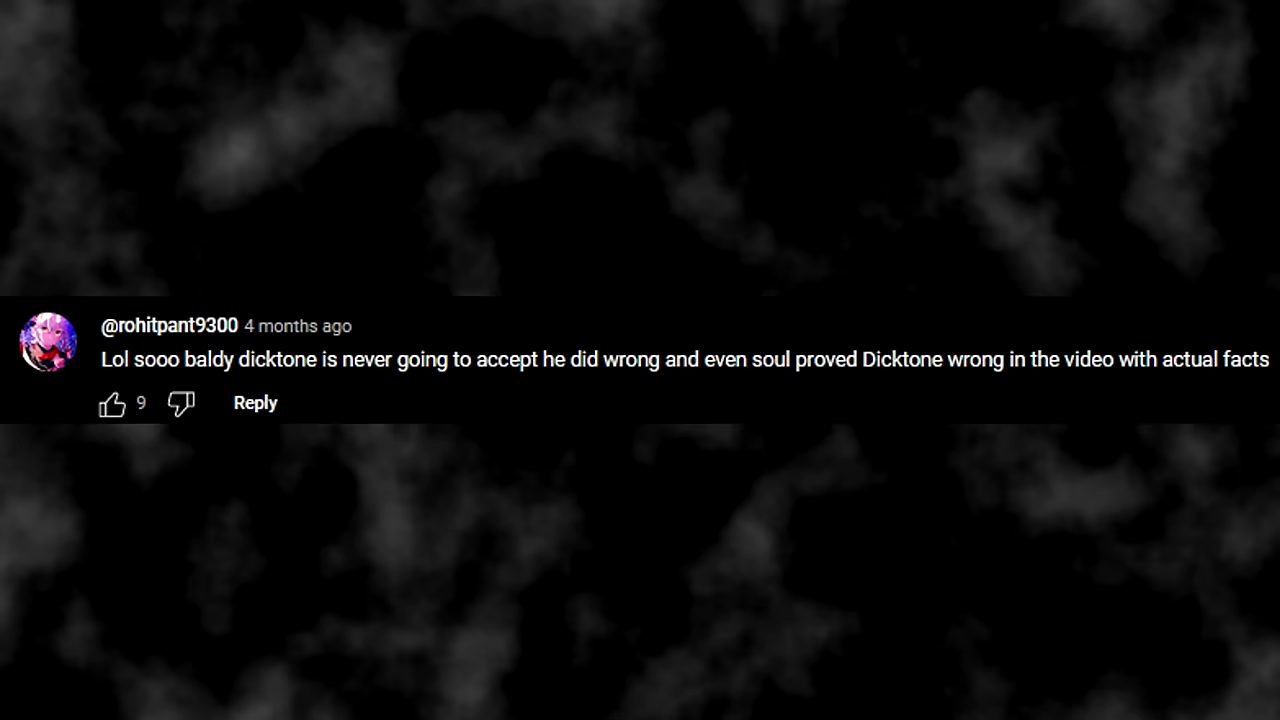 @rohitpant9300 4 months ago
Lol sooo baldy dicktone is never going to accept he did wrong and even soul proved Dicktone wrong in the video with actual facts
9 Reply